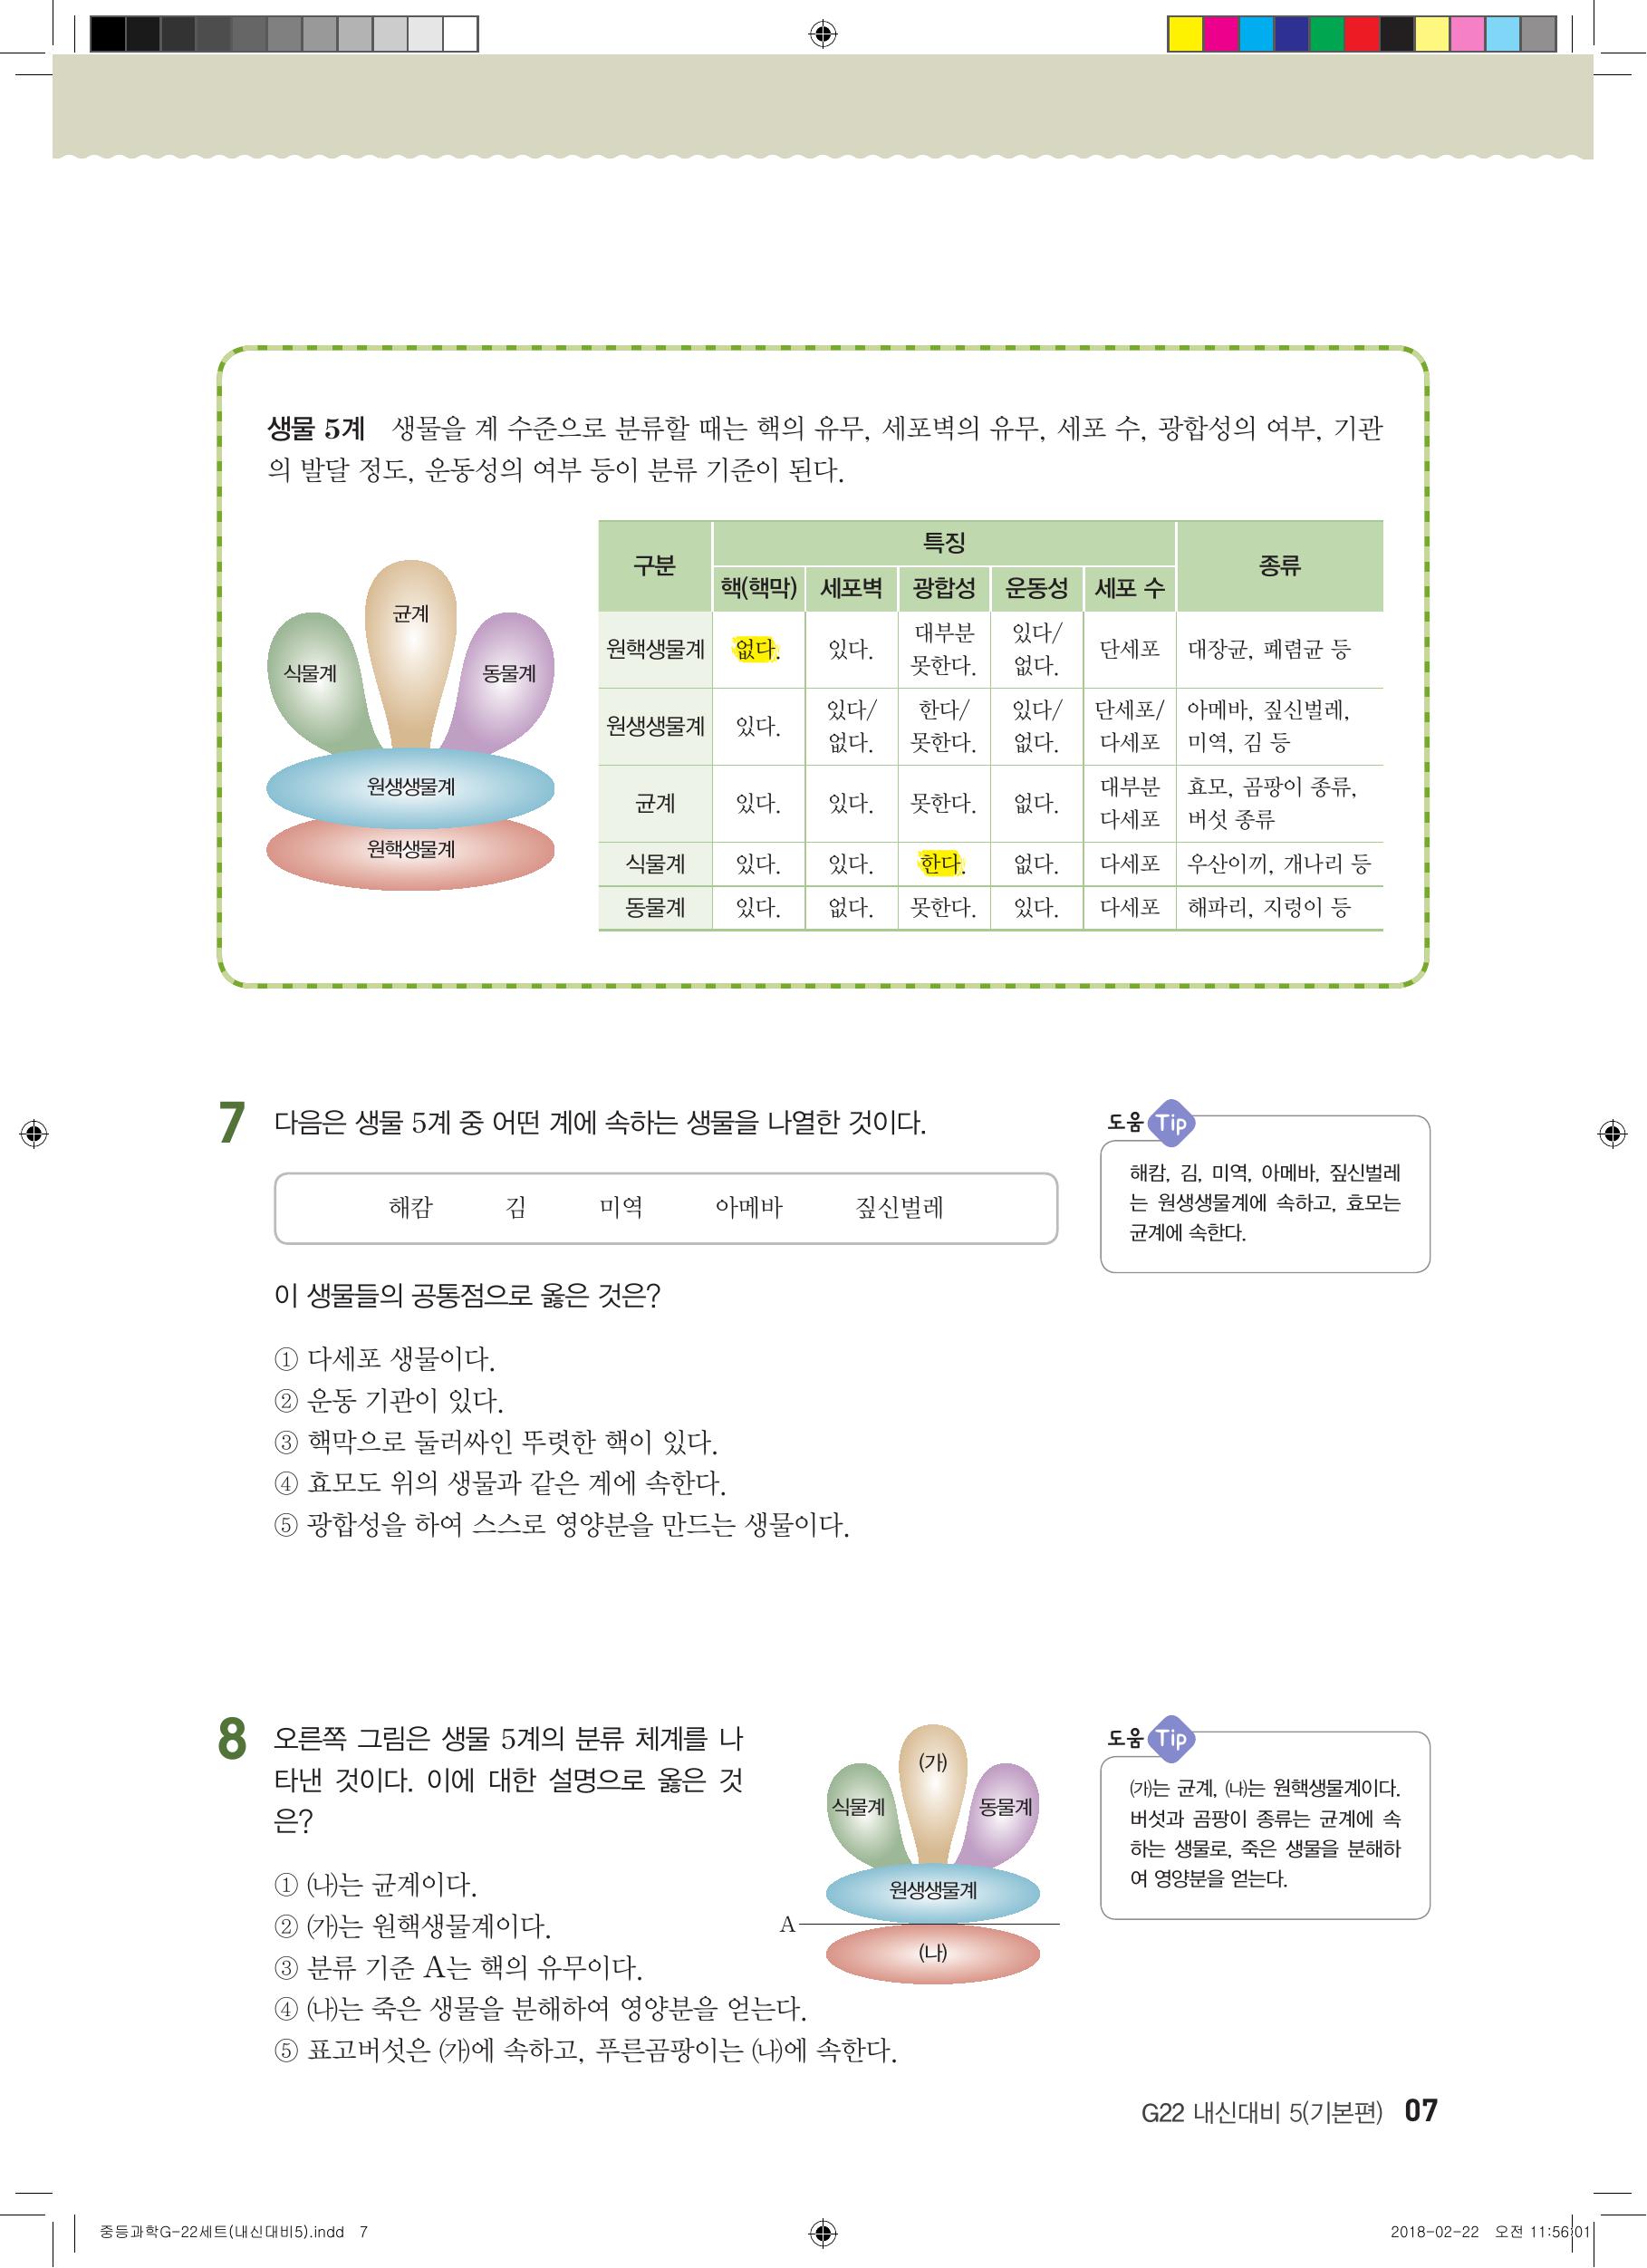 생물 5계 생물을 계 수준으로 분류할 때는 핵의 유무, 세포벽의 유무, 세포 수, 광합성의 여부, 기관
의 발달 정도, 운동성의 여부 등이 분류 기준이 된다.
균계
식물계
동물계
원생생물계
원핵생물계
구분 특징 종류
핵(핵막) 세포벽 광합성 운동성 세포 수
원핵생물계 없다. 있다. 대부분 못한다. 있다/없다. 단세포 대장균, 폐렴균 등
원생생물계 있다. 있다/없다. 한다/못한다. 있다/없다. 단세포/다세포 아메바, 짚신벌레, 미역, 김 등
균계 있다. 있다. 못한다. 없다. 대부분 다세포 효모, 곰팡이 종류, 버섯 종류
식물계 있다. 있다. 한다. 없다. 다세포 우산이끼, 개나리 등
동물계 있다. 없다. 못한다. 있다. 다세포 해파리, 지렁이 등
7 다음은 생물 5계 중 어떤 계에 속하는 생물을 나열한 것이다.
해캄 김 미역 아메바 짚신벌레
이 생물들의 공통점으로 옳은 것은?
① 다세포 생물이다.
② 운동 기관이 있다.
③ 핵막으로 둘러싸인 뚜렷한 핵이 있다.
④ 효모도 위의 생물과 같은 계에 속한다.
⑤ 광합성을 하여 스스로 영양분을 만드는 생물이다.
도움 Tip
해캄, 김, 미역, 아메바, 짚신벌레
는 원생생물계에 속하고, 효모는
균계에 속한다.
8 오른쪽 그림은 생물 5계의 분류 체계를 나
타낸 것이다. 이에 대한 설명으로 옳은 것
은?
① ㈏는 균계이다.
② ㈎는 원핵생물계이다.
③ 분류 기준 A는 핵의 유무이다.
④ ㈏는 죽은 생물을 분해하여 영양분을 얻는다.
⑤ 표고버섯은 ㈎에 속하고, 푸른곰팡이는 ㈏에 속한다.
(가)
식물계
동물계
원생생물계
A
(나)
도움 Tip
㈎는 균계, ㈏는 원핵생물계이다.
버섯과 곰팡이 종류는 균계에 속
하는 생물로, 죽은 생물을 분해하
여 영양분을 얻는다.
G22 내신대비 5(기본편) 07
중등과학G-22세트(내신대비5).indd 7
2018-02-22 오전 11:56:01